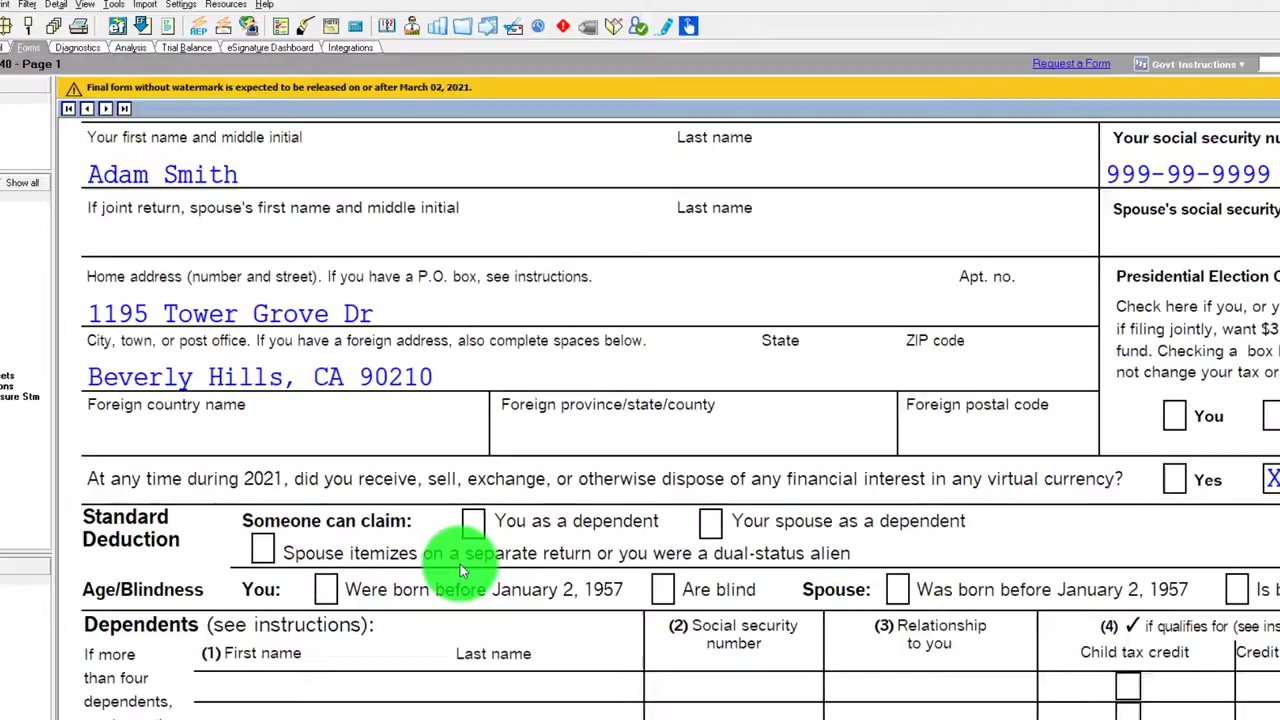 Filter Detail View Tools Import Settings Resources Help
Forms Diagnostics Analysis Trial Balance eSignature Dashboard Integrations
40 - Page 1 Request a Form Govt Instructions
Final form without watermark is expected to be released on or after March 02, 2021.
Show all
Your first name and middle initial Last name Your social security nu
Adam Smith 999-99-9999
If joint return, spouse's first name and middle initial Last name Spouse's social security
Home address (number and street). If you have a P.O. box, see instructions. Apt. no. Presidential Election C
1195 Tower Grove Dr
Check here if you, or y
if filing jointly, want $3
City, town, or post office. If you have a foreign address, also complete spaces below. State ZIP code
fund. Checking a box
Beverly Hills, CA 90210
not change your tax or
Foreign country name Foreign province/state/county Foreign postal code
You
At any time during 2021, did you receive, sell, exchange, or otherwise dispose of any financial interest in any virtual currency? Yes X
Standard Deduction
Someone can claim: You as a dependent Your spouse as a dependent
Spouse itemizes on a separate return or you were a dual-status alien
Age/Blindness You: Were born before January 2, 1957 Are blind Spouse: Was born before January 2, 1957 Is b
Dependents (see instructions): (2) Social security number (3) Relationship to you (4) ✓ if qualifies for (see ins
If more (1) First name Last name Child tax credit Credit
than four
dependents,